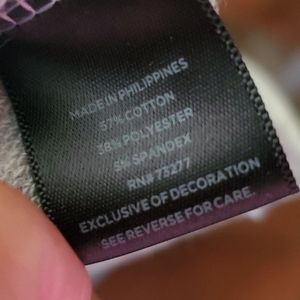 MADE IN PHILIPPINES
57% COTTON
38% POLYESTER
5% SPANDEX
RN# 73277
EXCLUSIVE OF DECORATION
SEE REVERSE FOR CARE.